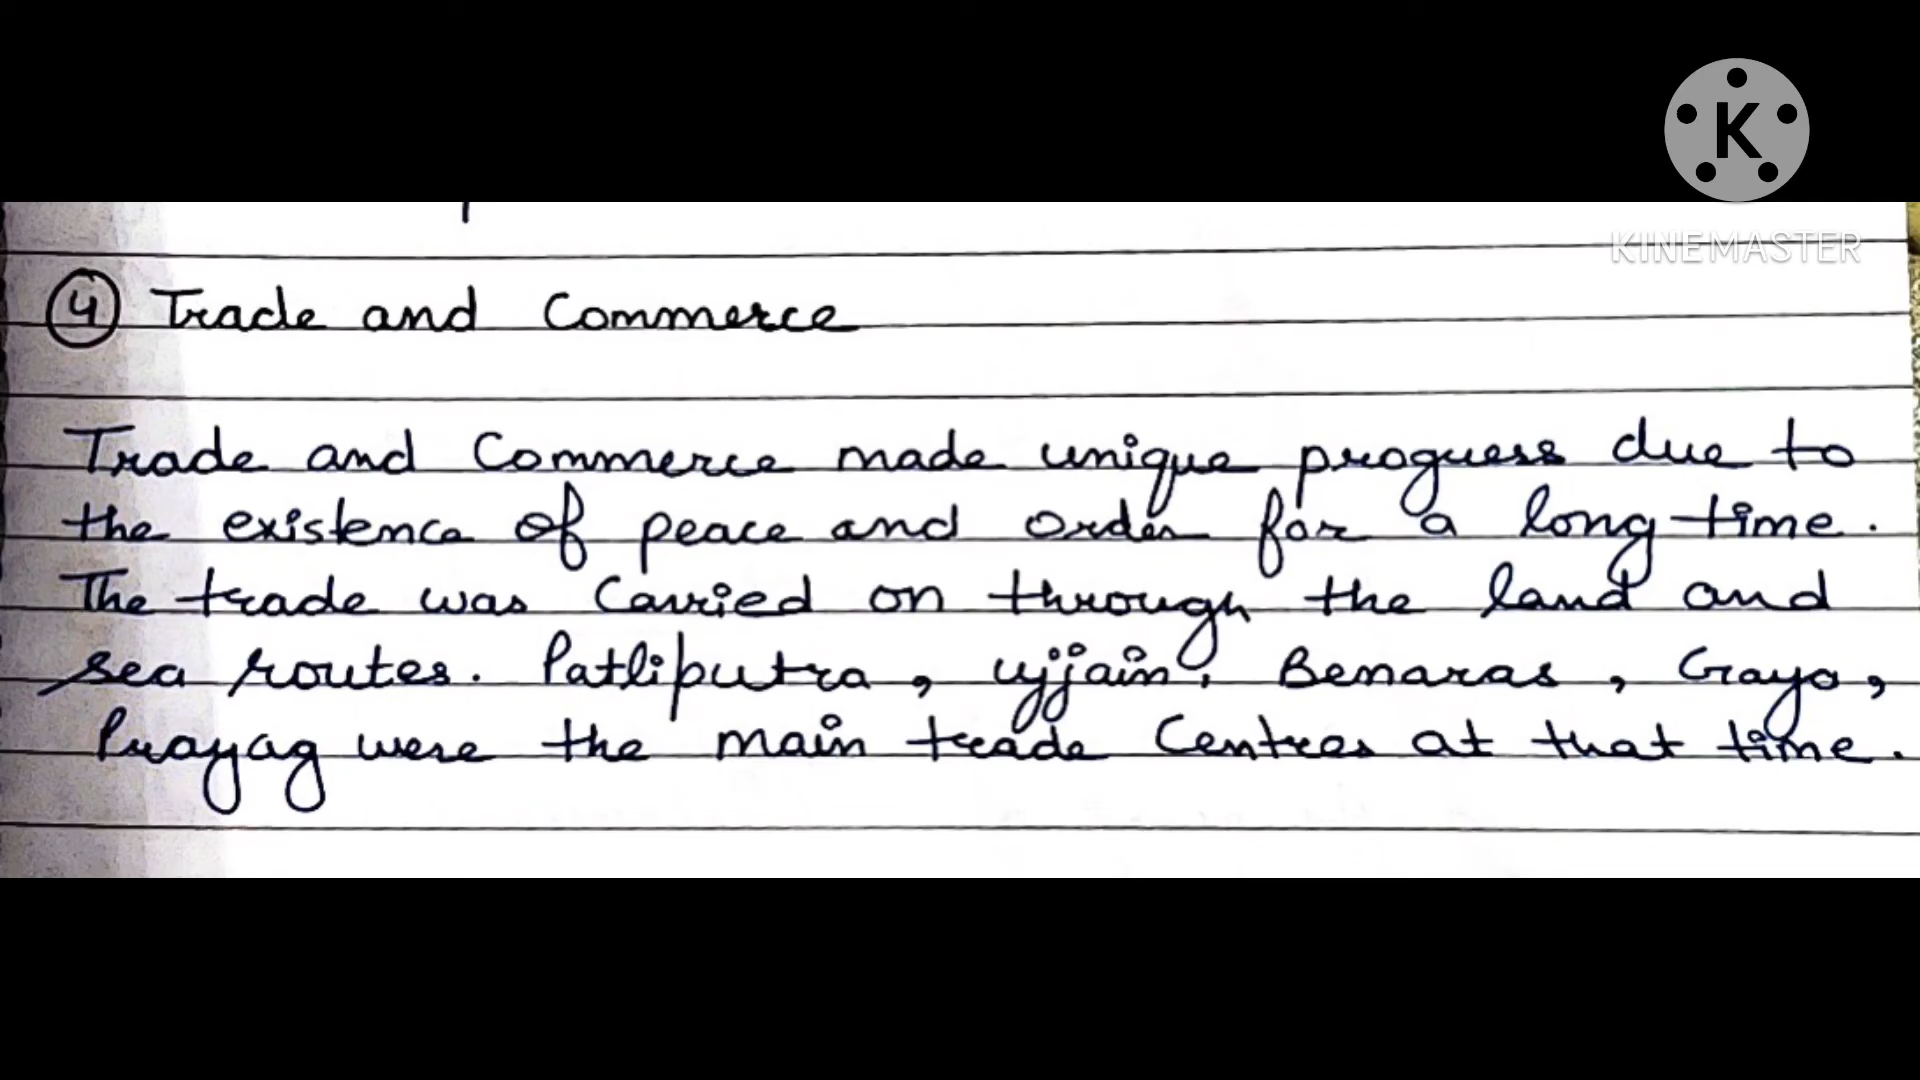 K
KINEMASTER
④ Trade and Commerce
Trade and Commerce made unique progress due to
the existence of peace and order for a long time.
The trade was carried on through the land and
sea routes. Patliputra, Ujjain, Benaras, Gaya,
Prayag were the main trade Centres at that time.